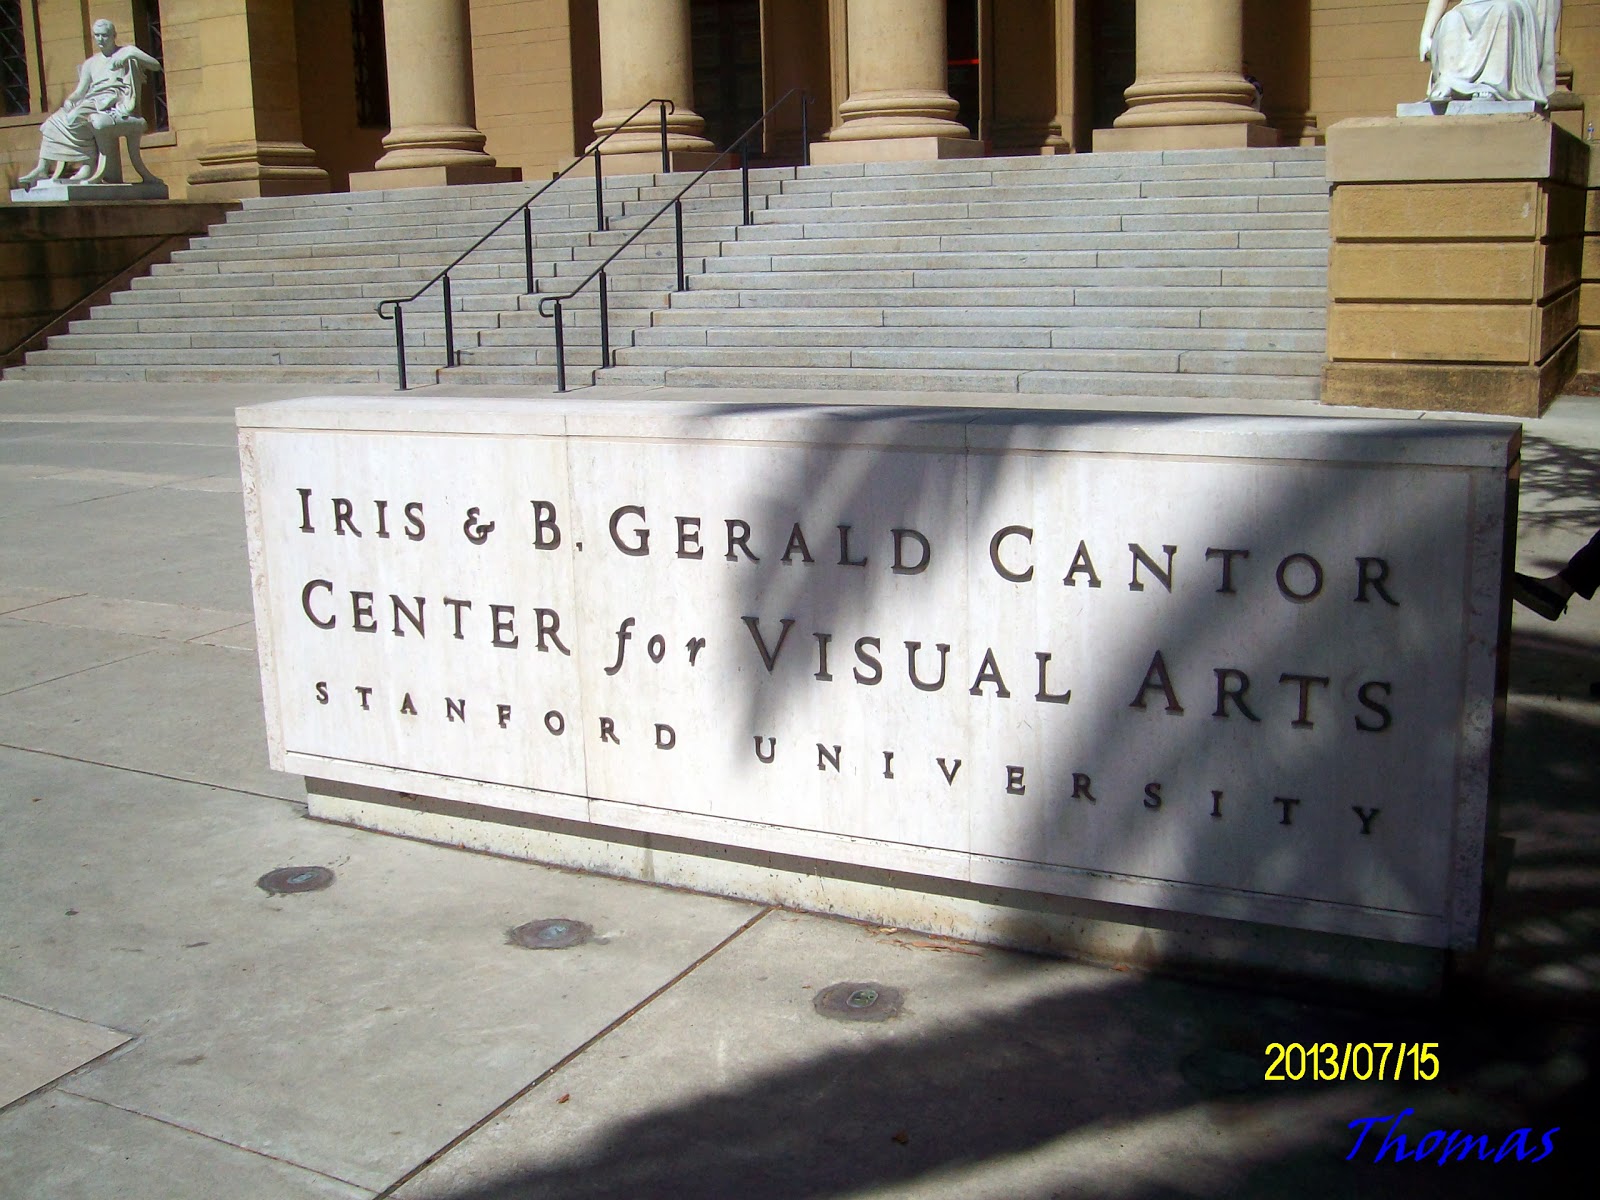 IRIS & B. GERALD CANTOR
CENTER for VISUAL ARTS
STANFORD UNIVERSITY
2013/07/15
Thomas